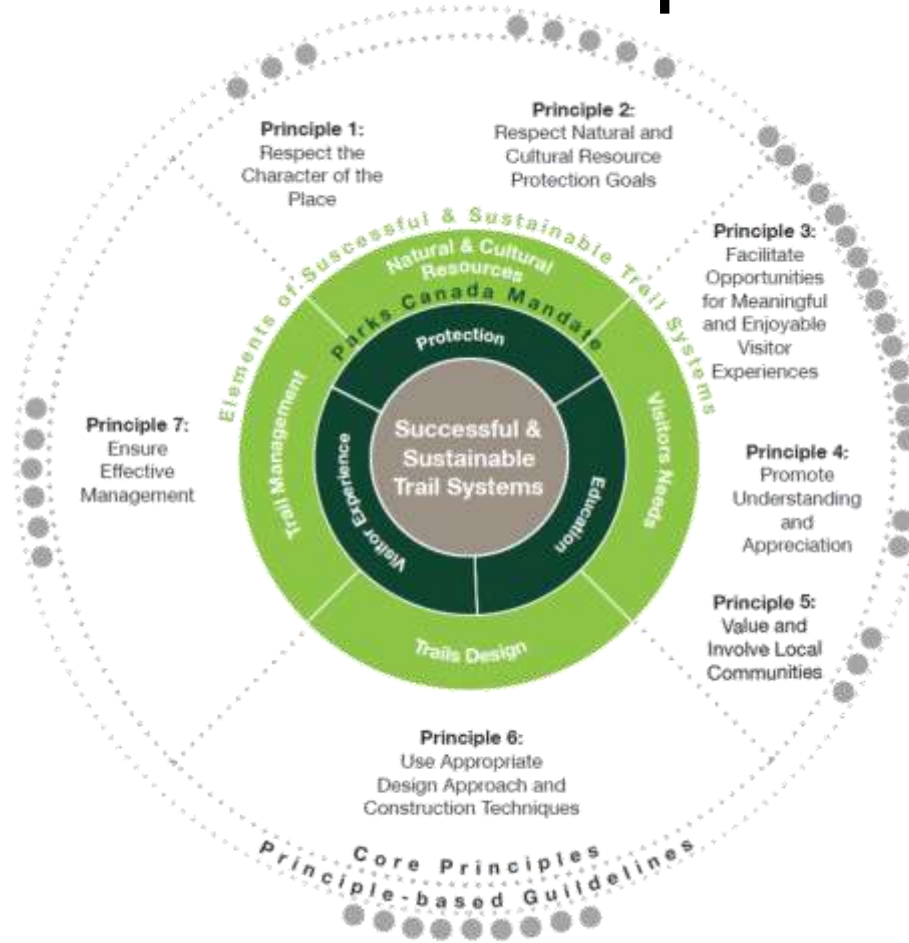 Principle 1:
Respect the
Character of the
Place
Principle 2:
Respect Natural and
Cultural Resource
Protection Goals
Principle 3:
Facilitate
Opportunities
for Meaningful
and Enjoyable
Visitor
Experiences
Principle 4:
Promote
Understanding
and
Appreciation
Principle 5:
Value and
Involve Local
Communities
Principle 6:
Use Appropriate
Design Approach and
Construction Techniques
Principle 7:
Ensure
Effective
Management
Elements of Suscessful & Sustainable Trail Systems
Natural & Cultural
Resources
Visitors Needs
Trails Design
Trail Management
Parks Canada Mandate
Protection
Education
Visitor Experience
Successful &
Sustainable
Trail Systems
Core Principles
Principle-based Guildelines